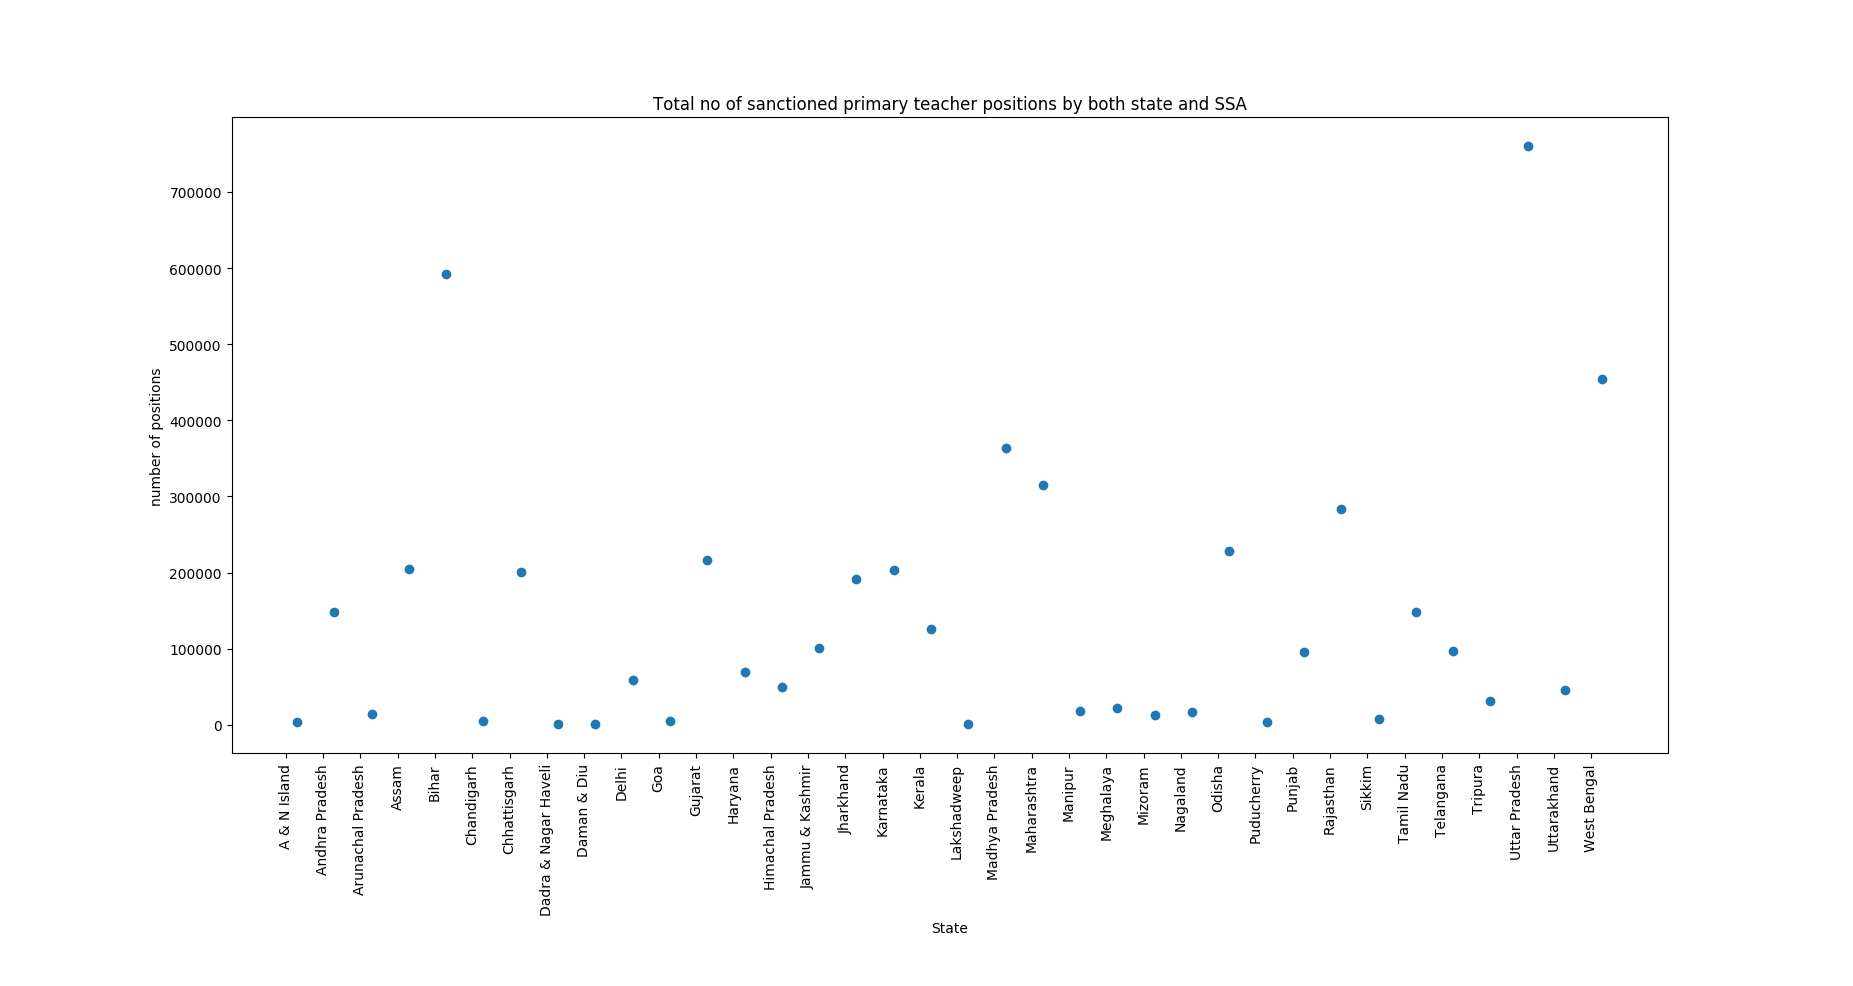 Total no of sanctioned primary teacher positions by both state and SSA
number of positions
700000
600000
500000
400000
300000
200000
100000
0
A & N Island
Andhra Pradesh
Arunachal Pradesh
Assam
Bihar
Chandigarh
Chhattisgarh
Dadra & Nagar Haveli
Daman & Diu
Delhi
Goa
Gujarat
Haryana
Himachal Pradesh
Jammu & Kashmir
Jharkhand
Karnataka
Kerala
Lakshadweep
Madhya Pradesh
Maharashtra
Manipur
Meghalaya
Mizoram
Nagaland
Odisha
Puducherry
Punjab
Rajasthan
Sikkim
Tamil Nadu
Telangana
Tripura
Uttar Pradesh
Uttarakhand
West Bengal
State